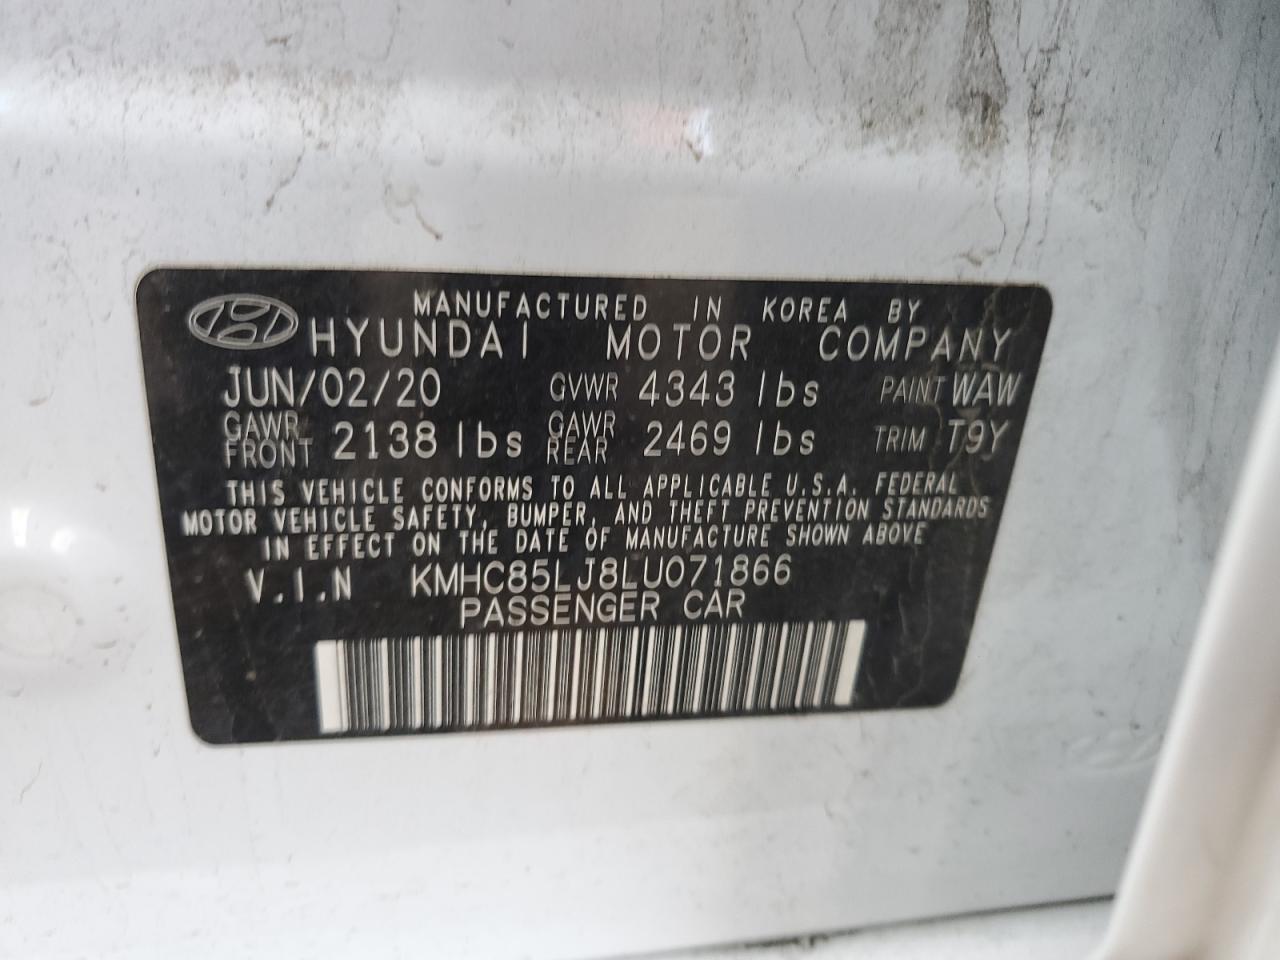 MANUFACTURED IN KOREA BY
HYUNDAI MOTOR COMPANY
JUN/02/20 GVWR 4343 lbs PAINT WAW
GAWR FRONT 2138 lbs GAWR REAR 2469 lbs TRIM T9Y
THIS VEHICLE CONFORMS TO ALL APPLICABLE U.S.A. FEDERAL
MOTOR VEHICLE SAFETY, BUMPER, AND THEFT PREVENTION STANDARDS
IN EFFECT ON THE DATE OF MANUFACTURE SHOWN ABOVE
V.I.N KMHC85LJ8LU071866
PASSENGER CAR